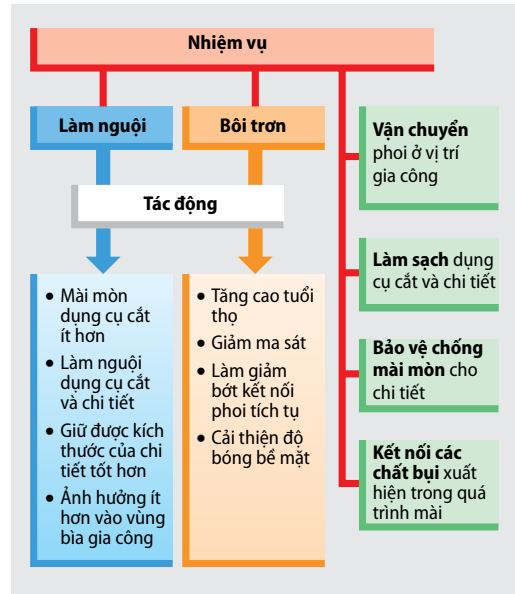 Nhiệm vụ
Làm nguội
Bôi trơn
Tác động
• Mài mòn
dụng cụ cắt
ít hơn
• Làm nguội
dụng cụ cắt
và chi tiết
• Giữ được kích
thước của chi
tiết tốt hơn
• Ảnh hưởng ít
hơn vào vùng
bìa gia công
• Tăng cao tuổi
thọ
• Giảm ma sát
• Làm giảm
bớt kết nối
phoi tích tụ
• Cải thiện độ
bóng bề mặt
Vận chuyển
phoi ở vị trí
gia công
Làm sạch dụng
cụ cắt và chi tiết
Bảo vệ chống
mài mòn cho
chi tiết
Kết nối các
chất bụi xuất
hiện trong quá
trình mài